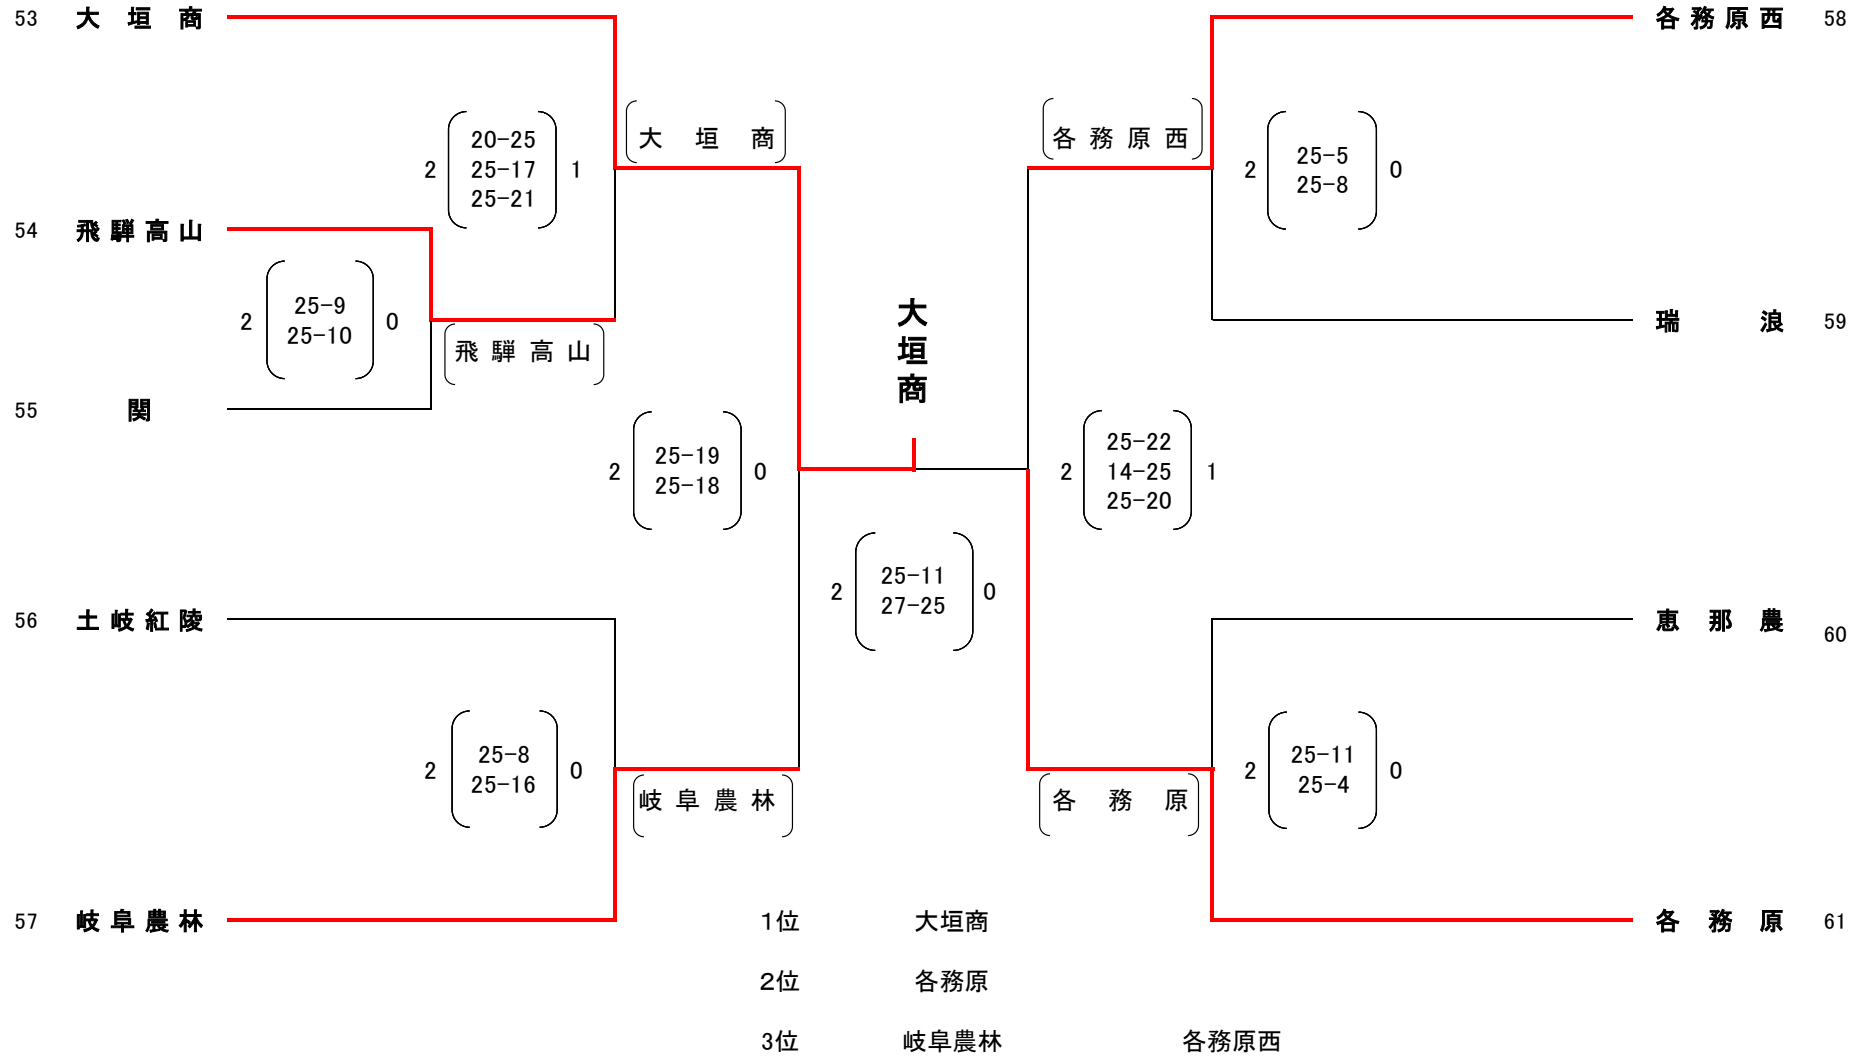 53 大垣商
各務原西 58
大垣商
各務原西
2 20-25 1
25-17
25-21
2 25-5 0
25-8
54 飛騨高山
2 25-9 0
25-10
飛騨高山
大垣商
瑞浪 59
55 関
2 25-19 0
25-18
2 25-22 1
14-25
25-20
2 25-11 0
27-25
56 土岐紅陵
恵那農 60
2 25-8 0
25-16
岐阜農林
各務原
2 25-11 0
25-4
57 岐阜農林
各務原 61
1位 大垣商
2位 各務原
3位 岐阜農林 各務原西